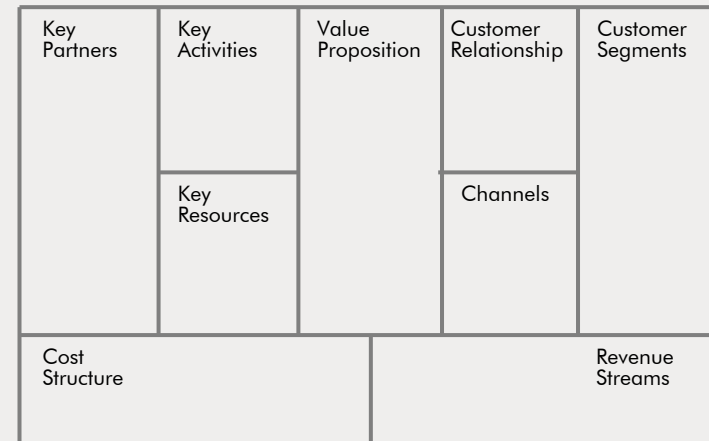 Key
Partners
Key
Activities
Value
Proposition
Customer
Relationship
Customer
Segments
Key
Resources
Channels
Cost
Structure
Revenue
Streams